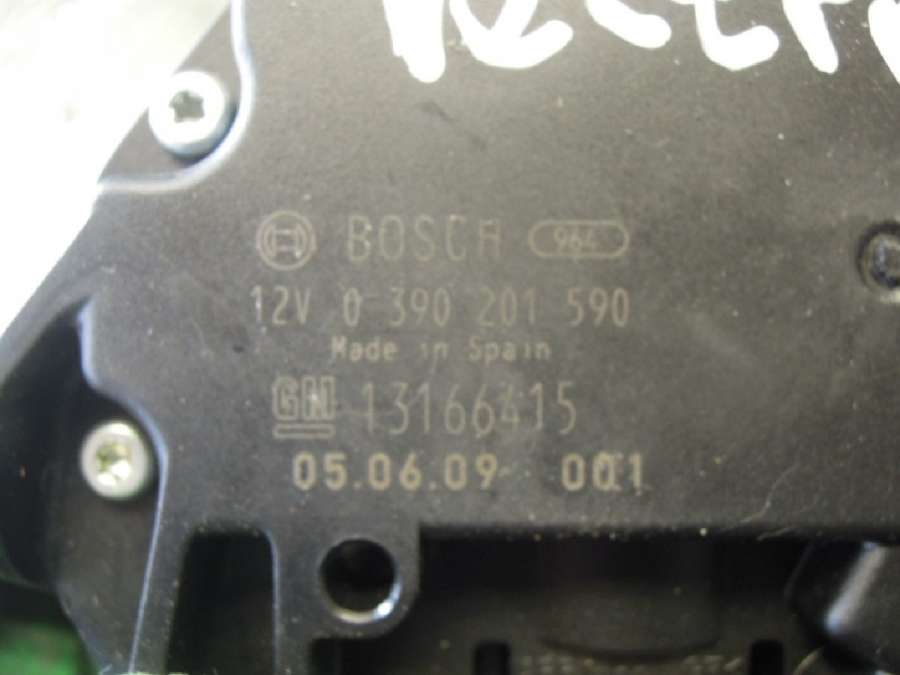 BOSCH 964
12V 0 390 201 590
Made in Spain
GM 13166415
05.06.09 001